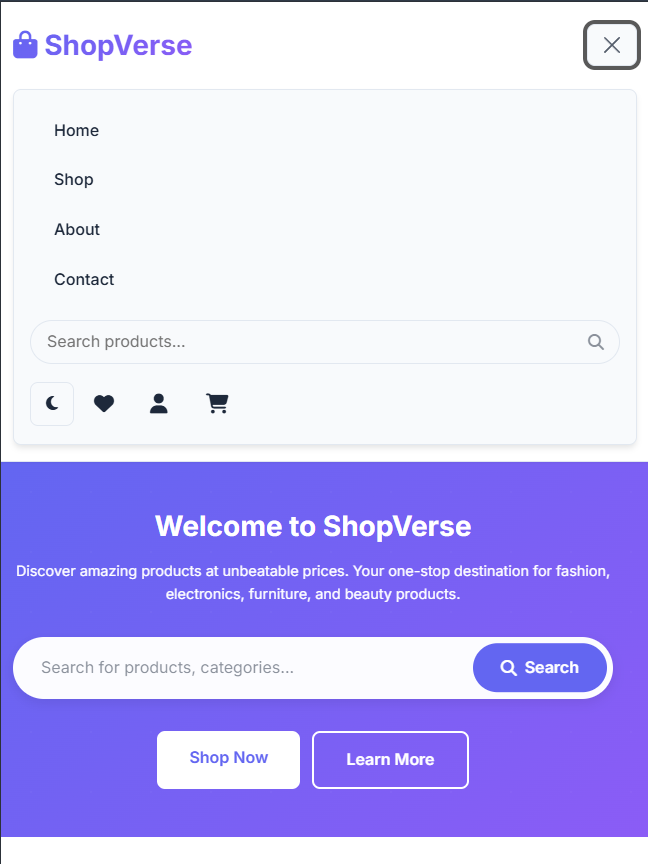 ShopVerse
Home
Shop
About
Contact
Search products...
Welcome to ShopVerse
Discover amazing products at unbeatable prices. Your one-stop destination for fashion,
electronics, furniture, and beauty products.
Search for products, categories...
Search
Shop Now
Learn More